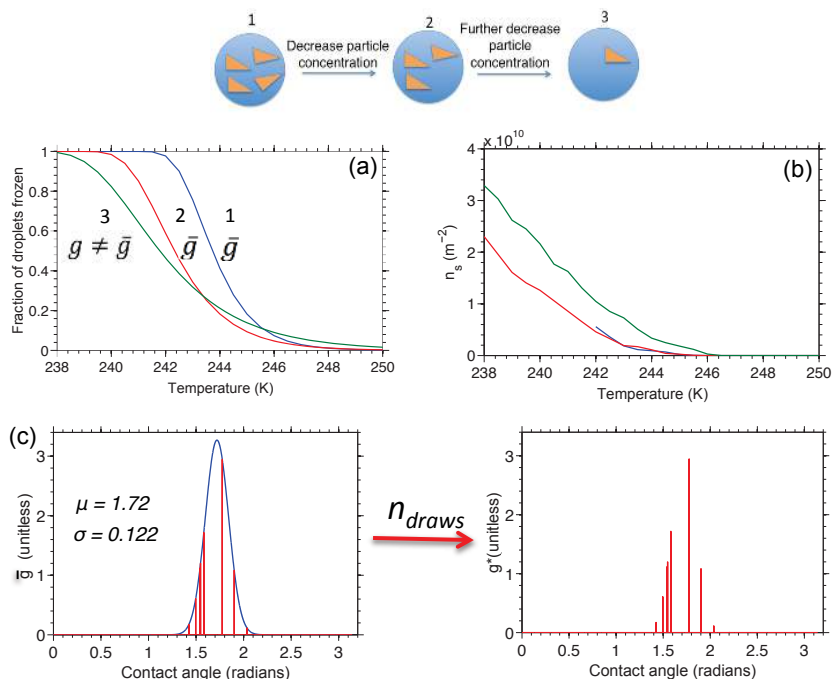 1
2
3
Decrease particle
concentration
Further decrease
particle
concentration
(a)
1
0.8
0.6
0.4
0.2
0
Fraction of droplets frozen
3
2
1
g ≠ ḡ
ḡ
ḡ
238 240 242 244 246 248 250
Temperature (K)
(b)
x 10^10
4
3
2
1
0
n_s (m^-2)
238 240 242 244 246 248 250
Temperature (K)
(c)
3
2
1
0
ḡ (unitless)
μ = 1.72
σ = 0.122
0 0.5 1 1.5 2 2.5 3
Contact angle (radians)
n_draws
3
2
1
0
g*(unitless)
0 0.5 1 1.5 2 2.5 3
Contact angle (radians)